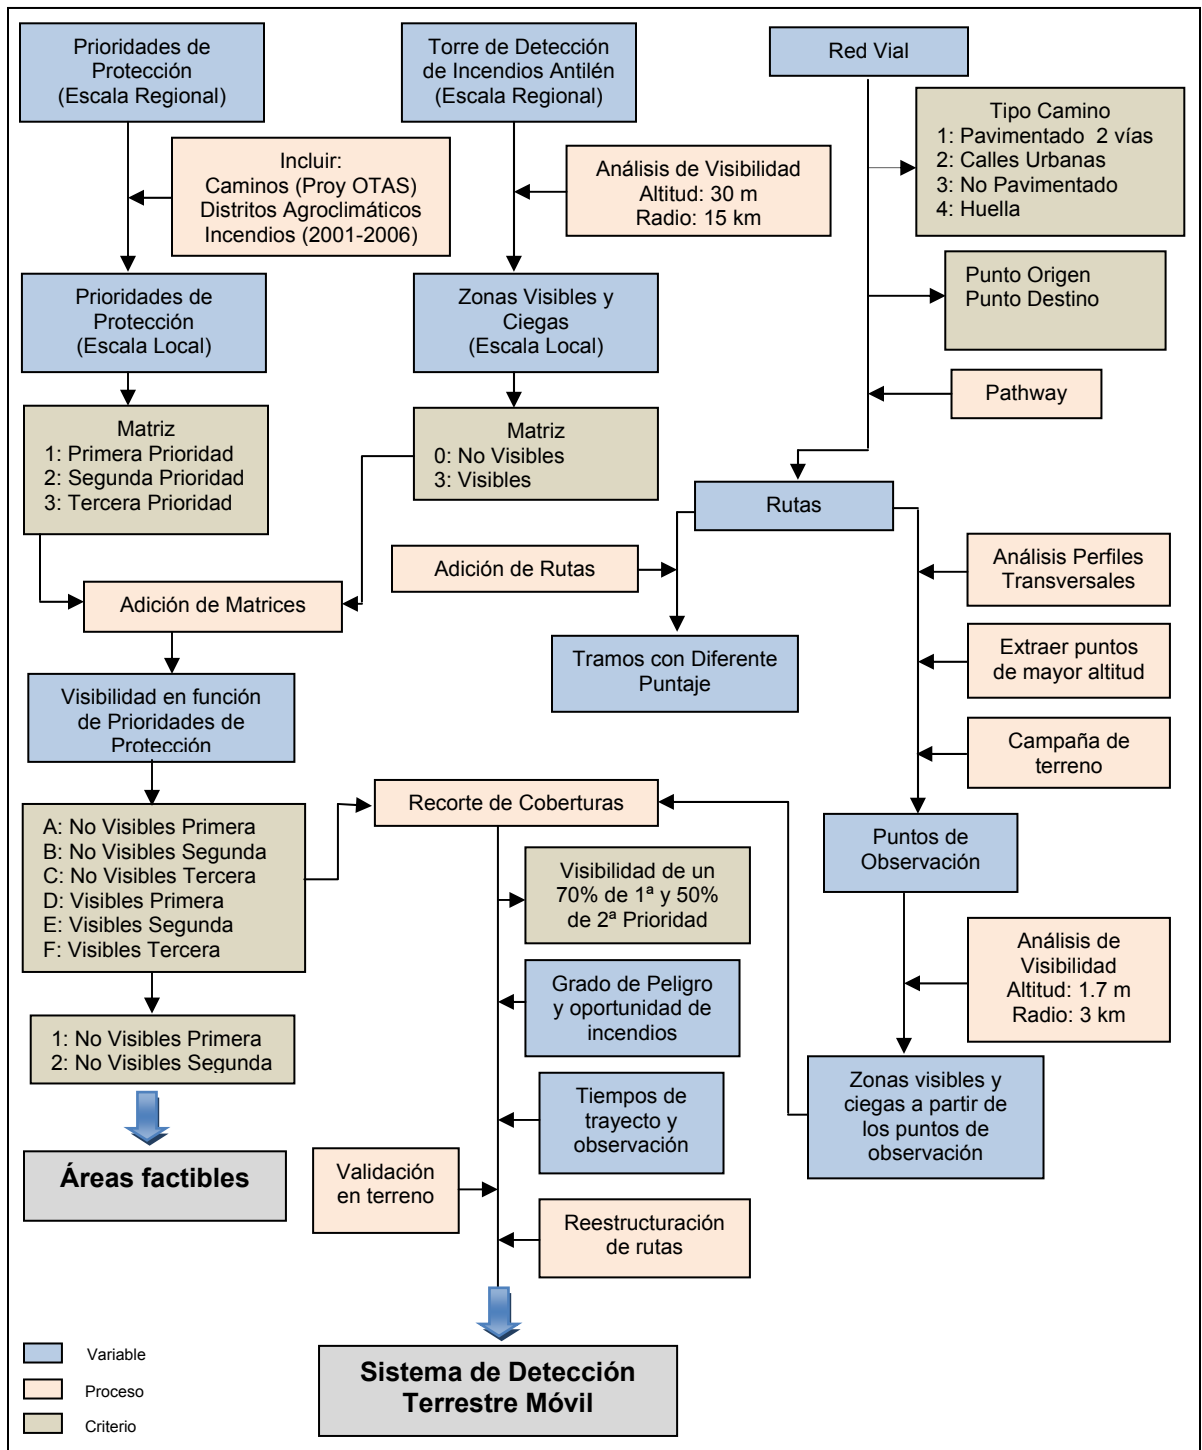 Prioridades de
Protección
(Escala Regional)
Torre de Detección
de Incendios Antilén
(Escala Regional)
Red Vial
Incluir:
Caminos (Proy OTAS)
Distritos Agroclimáticos
Incendios (2001-2006)
Análisis de Visibilidad
Altitud: 30 m
Radio: 15 km
Tipo Camino
1: Pavimentado 2 vías
2: Calles Urbanas
3: No Pavimentado
4: Huella
Prioridades de
Protección
(Escala Local)
Zonas Visibles y
Ciegas
(Escala Local)
Punto Origen
Punto Destino
Pathway
Matriz
1: Primera Prioridad
2: Segunda Prioridad
3: Tercera Prioridad
Matriz
0: No Visibles
3: Visibles
Rutas
Adición de Matrices
Adición de Rutas
Análisis Perfiles
Transversales
Tramos con Diferente
Puntaje
Extraer puntos
de mayor altitud
Visibilidad en función
de Prioridades de
Protección
Campaña de
terreno
A: No Visibles Primera
B: No Visibles Segunda
C: No Visibles Tercera
D: Visibles Primera
E: Visibles Segunda
F: Visibles Tercera
Recorte de Coberturas
Puntos de
Observación
Visibilidad de un
70% de 1ª y 50%
de 2ª Prioridad
Análisis de
Visibilidad
Altitud: 1.7 m
Radio: 3 km
Grado de Peligro
y oportunidad de
incendios
1: No Visibles Primera
2: No Visibles Segunda
Tiempos de
trayecto y
observación
Zonas visibles y
ciegas a partir de
los puntos de
observación
Áreas factibles
Validación
en terreno
Reestructuración
de rutas
Sistema de Detección
Terrestre Móvil
Variable
Proceso
Criterio